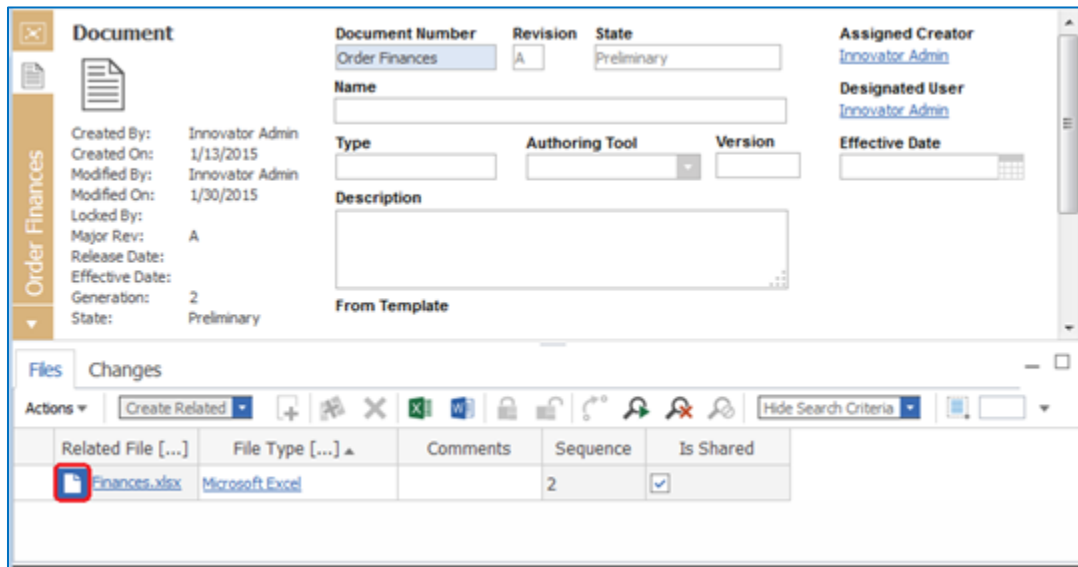 Document
Document Number Revision State
Order Finances A Preliminary
Assigned Creator
Innovator Admin
Name
Designated User
Innovator Admin
Created By: Innovator Admin
Created On: 1/13/2015
Modified By: Innovator Admin
Modified On: 1/30/2015
Locked By:
Major Rev: A
Release Date:
Effective Date:
Generation: 2
State: Preliminary
Type Authoring Tool Version Effective Date
Description
From Template
Order Finances
Files Changes
Actions Create Related Hide Search Criteria
Related File [...] File Type [...] Comments Sequence Is Shared
Finances.xlsx Microsoft Excel 2